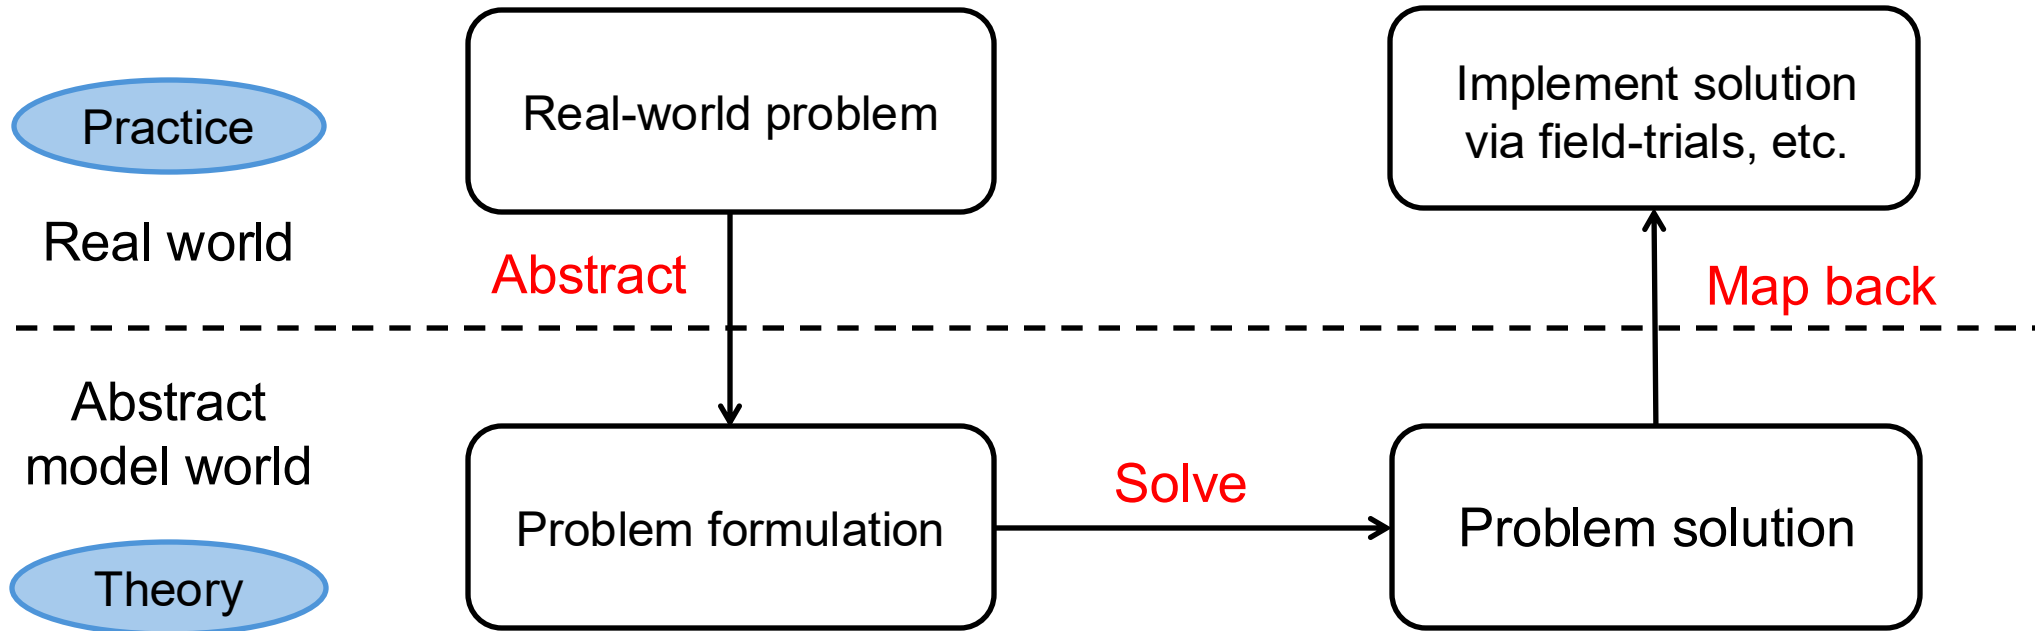 Practice
Real world
Real-world problem
Implement solution
via field-trials, etc.
Abstract
Map back
Abstract
model world
Theory
Problem formulation
Solve
Problem solution